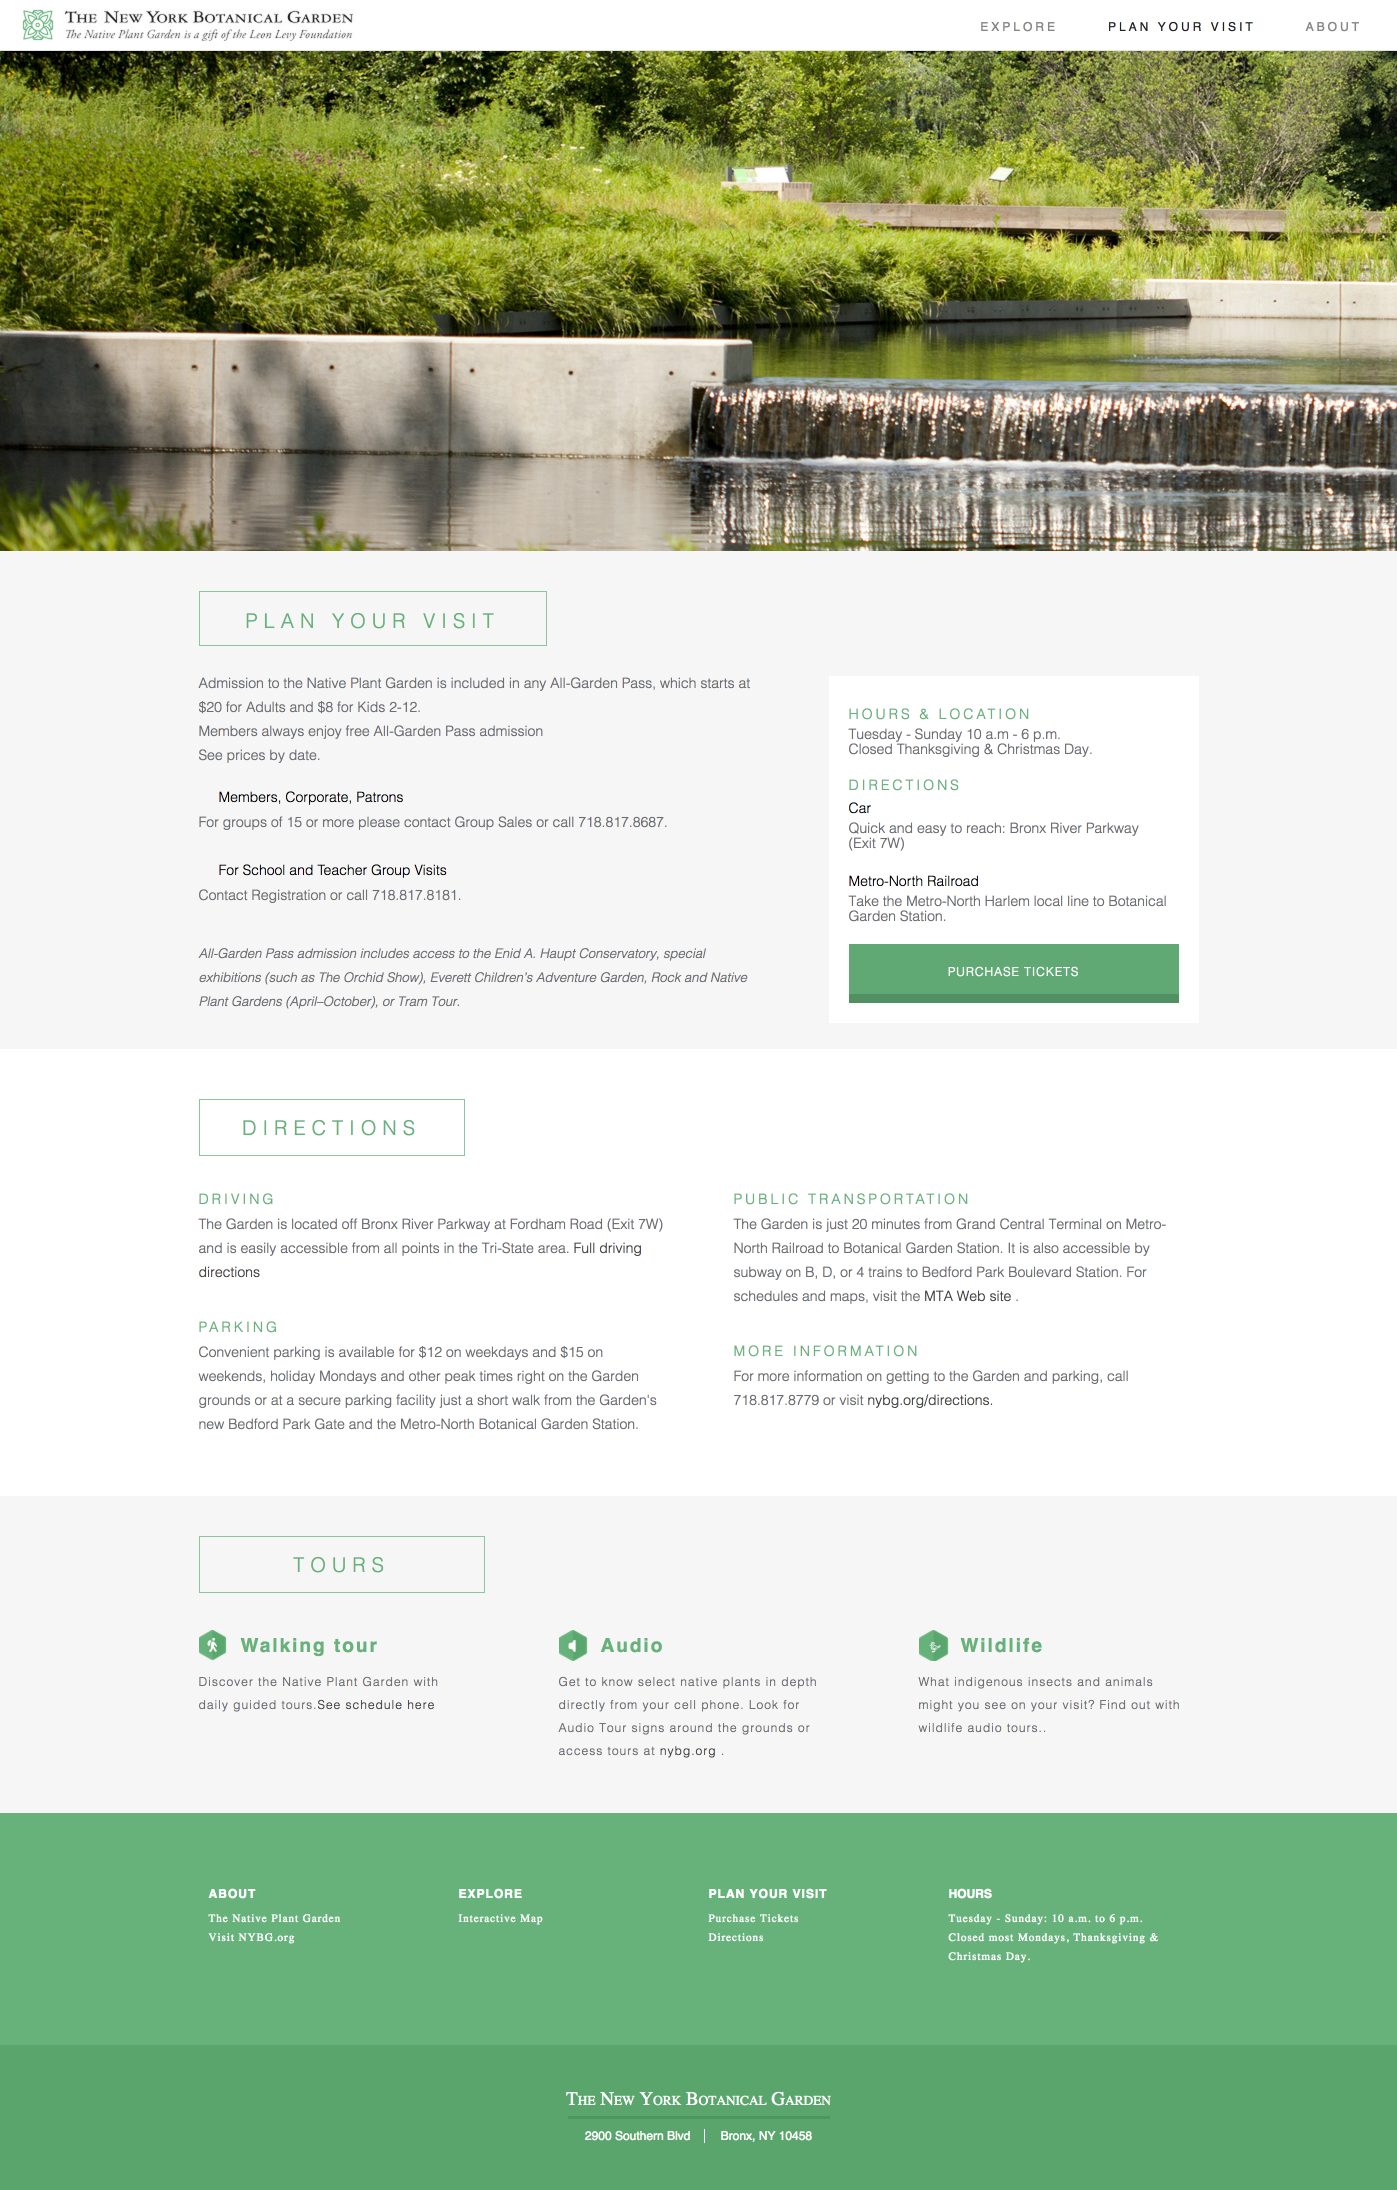 THE NEW YORK BOTANICAL GARDEN
The Native Plant Garden is a gift of the Leon Levy Foundation
EXPLORE
PLAN YOUR VISIT
ABOUT
PLAN YOUR VISIT
Admission to the Native Plant Garden is included in any All-Garden Pass, which starts at
$20 for Adults and $8 for Kids 2-12.
Members always enjoy free All-Garden Pass admission
See prices by date.
Members, Corporate, Patrons
For groups of 15 or more please contact Group Sales or call 718.817.8687.
For School and Teacher Group Visits
Contact Registration or call 718.817.8181.
All-Garden Pass admission includes access to the Enid A. Haupt Conservatory, special
exhibitions (such as The Orchid Show), Everett Children's Adventure Garden, Rock and Native
Plant Gardens (April–October), or Tram Tour.
HOURS & LOCATION
Tuesday - Sunday 10 a.m - 6 p.m.
Closed Thanksgiving & Christmas Day.
DIRECTIONS
Car
Quick and easy to reach: Bronx River Parkway
(Exit 7W)
Metro-North Railroad
Take the Metro-North Harlem local line to Botanical
Garden Station.
PURCHASE TICKETS
DIRECTIONS
DRIVING
The Garden is located off Bronx River Parkway at Fordham Road (Exit 7W)
and is easily accessible from all points in the Tri-State area. Full driving
directions
PARKING
Convenient parking is available for $12 on weekdays and $15 on
weekends, holiday Mondays and other peak times right on the Garden
grounds or at a secure parking facility just a short walk from the Garden's
new Bedford Park Gate and the Metro-North Botanical Garden Station.
PUBLIC TRANSPORTATION
The Garden is just 20 minutes from Grand Central Terminal on Metro-
North Railroad to Botanical Garden Station. It is also accessible by
subway on B, D, or 4 trains to Bedford Park Boulevard Station. For
schedules and maps, visit the MTA Web site .
MORE INFORMATION
For more information on getting to the Garden and parking, call
718.817.8779 or visit nybg.org/directions.
TOURS
Walking tour
Discover the Native Plant Garden with
daily guided tours.See schedule here
Audio
Get to know select native plants in depth
directly from your cell phone. Look for
Audio Tour signs around the grounds or
access tours at nybg.org .
Wildlife
What indigenous insects and animals
might you see on your visit? Find out with
wildlife audio tours..
ABOUT
The Native Plant Garden
Visit NYBG.org
EXPLORE
Interactive Map
PLAN YOUR VISIT
Purchase Tickets
Directions
HOURS
Tuesday - Sunday: 10 a.m. to 6 p.m.
Closed most Mondays, Thanksgiving &
Christmas Day.
THE NEW YORK BOTANICAL GARDEN
2900 Southern Blvd | Bronx, NY 10458